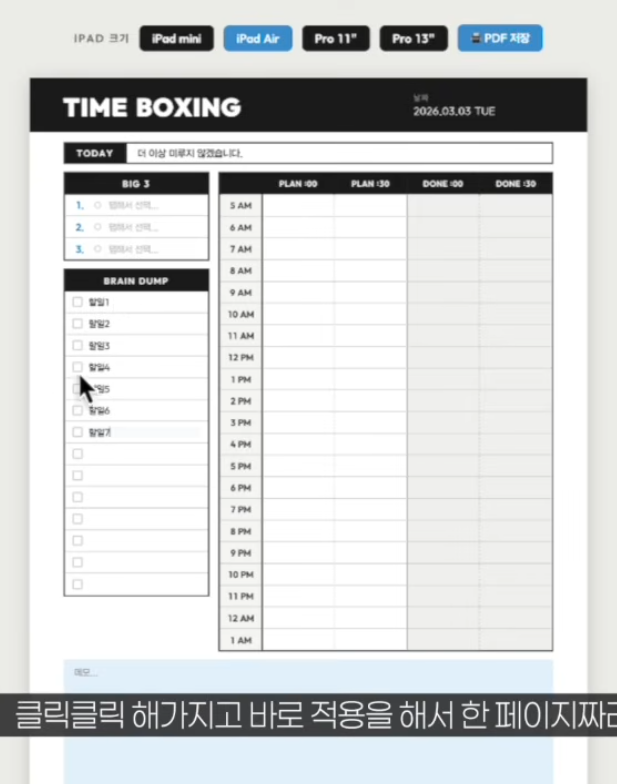 IPAD 크기 iPad mini iPad Air Pro 11" Pro 13" PDF 저장
TIME BOXING
날짜
2026.03.03 TUE
TODAY 더 이상 미루지 않겠습니다.
BIG 3
1. 탭해서 선택...
2. 탭해서 선택...
3. 탭해서 선택...
BRAIN DUMP
할일1
할일2
할일3
할일4
할일5
할일6
할일7
PLAN :00 PLAN :30 DONE :00 DONE :30
5 AM
6 AM
7 AM
8 AM
9 AM
10 AM
11 AM
12 PM
1 PM
2 PM
3 PM
4 PM
5 PM
6 PM
7 PM
8 PM
9 PM
10 PM
11 PM
12 AM
1 AM
메모...
클릭클릭 해가지고 바로 적용을 해서 한 페이지짜리